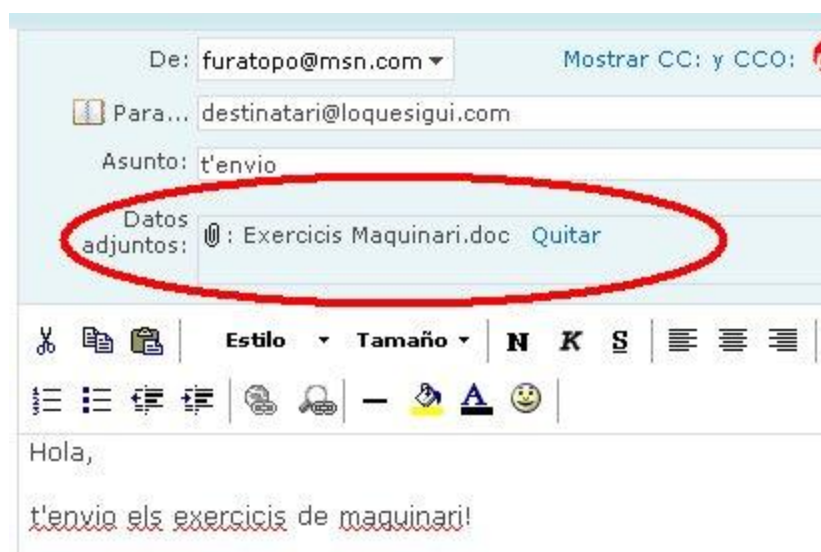 De: furatopo@msn.com Mostrar CC: y CCO:
Para... destinatari@loquesigui.com
Asunto: t'envio
Datos
adjuntos: : Exercicis Maquinari.doc Quitar
Estilo Tamaño N K S
A
Hola,
t'envio els exercicis de maquinari!